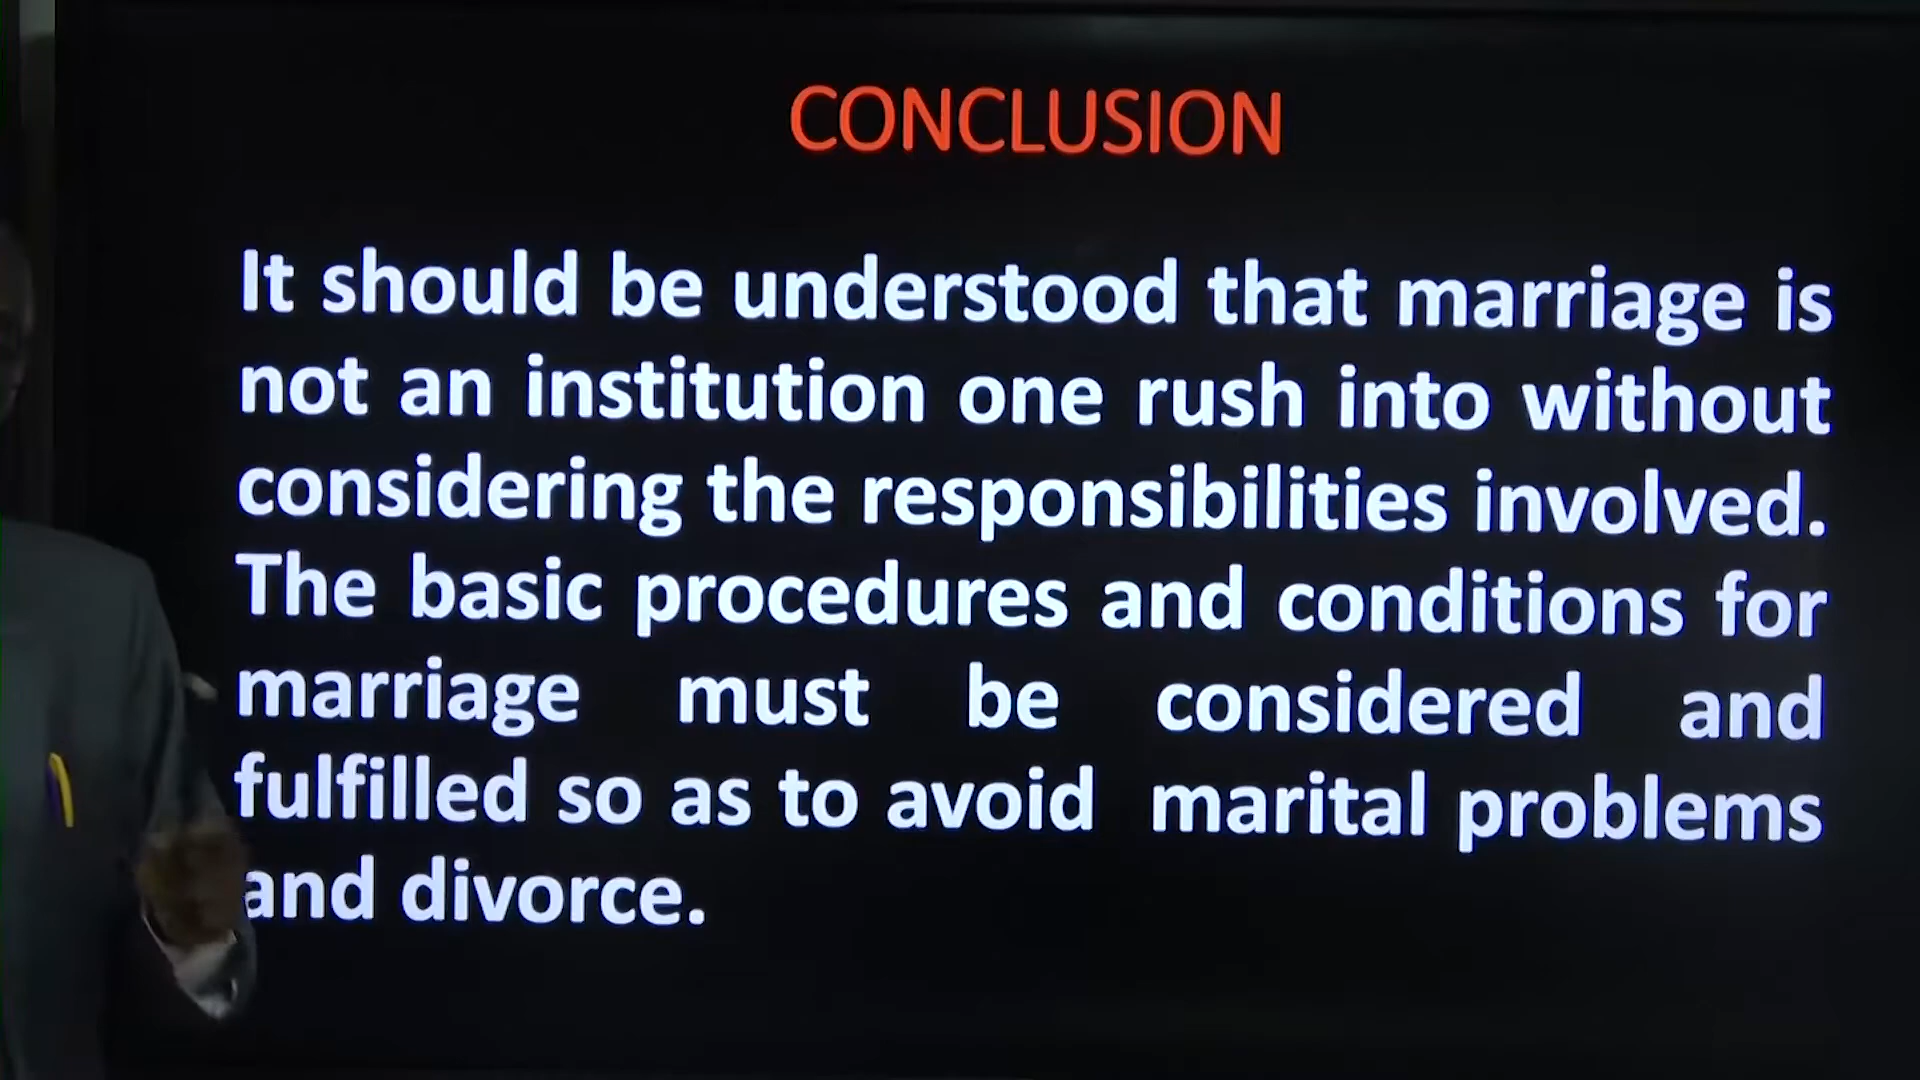 CONCLUSION
It should be understood that marriage is
not an institution one rush into without
considering the responsibilities involved.
The basic procedures and conditions for
marriage must be considered and
fulfilled so as to avoid marital problems
and divorce.